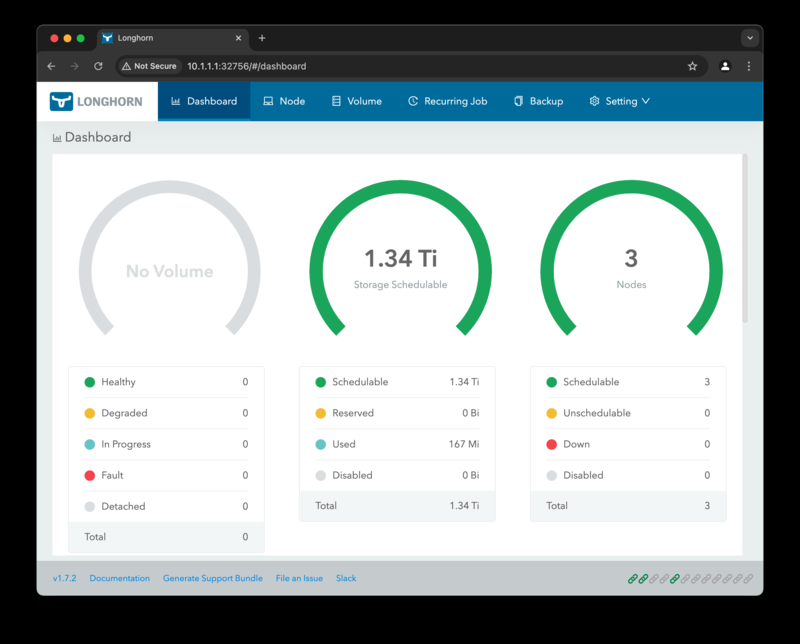 Longhorn
Not Secure 10.1.1.1:32756/#/dashboard
LONGHORN Dashboard Node Volume Recurring Job Backup Setting
Dashboard
No Volume
1.34 Ti
Storage Schedulable
3
Nodes
Healthy 0
Degraded 0
In Progress 0
Fault 0
Detached 0
Total 0
Schedulable 1.34 Ti
Reserved 0 Bi
Used 167 Mi
Disabled 0 Bi
Total 1.34 Ti
Schedulable 3
Unschedulable 0
Down 0
Disabled 0
Total 3
v1.7.2 Documentation Generate Support Bundle File an Issue Slack